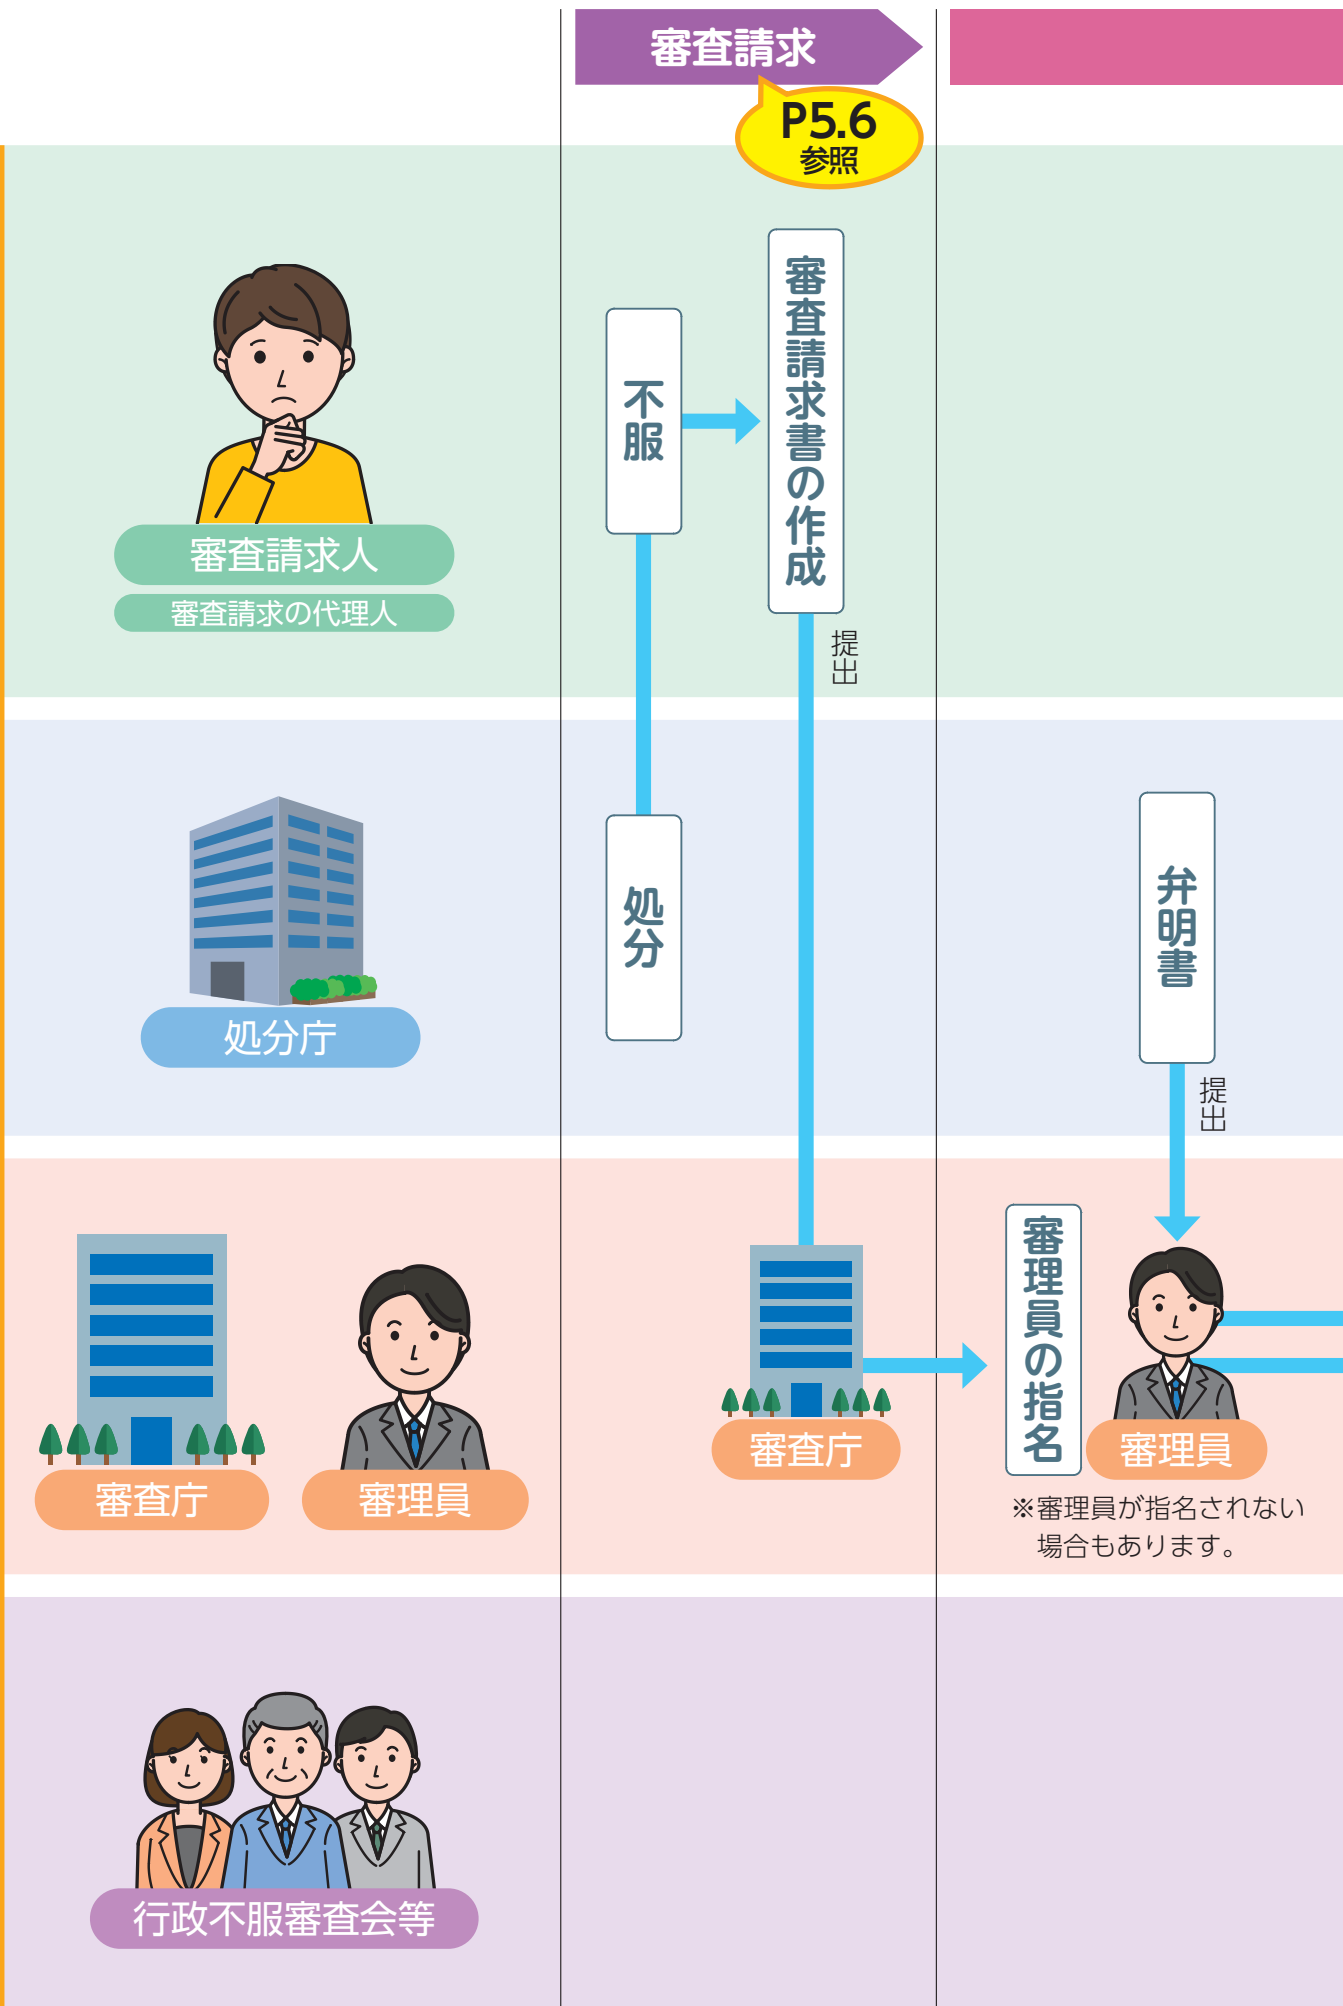 審査請求
P5.6
参照
審査請求人
審査請求の代理人
不服
審査請求書の作成
提出
処分庁
処分
弁明書
提出
審査庁
審理員
審査庁
審理員の指名
審理員
※審理員が指名されない
場合もあります。
行政不服審査会等